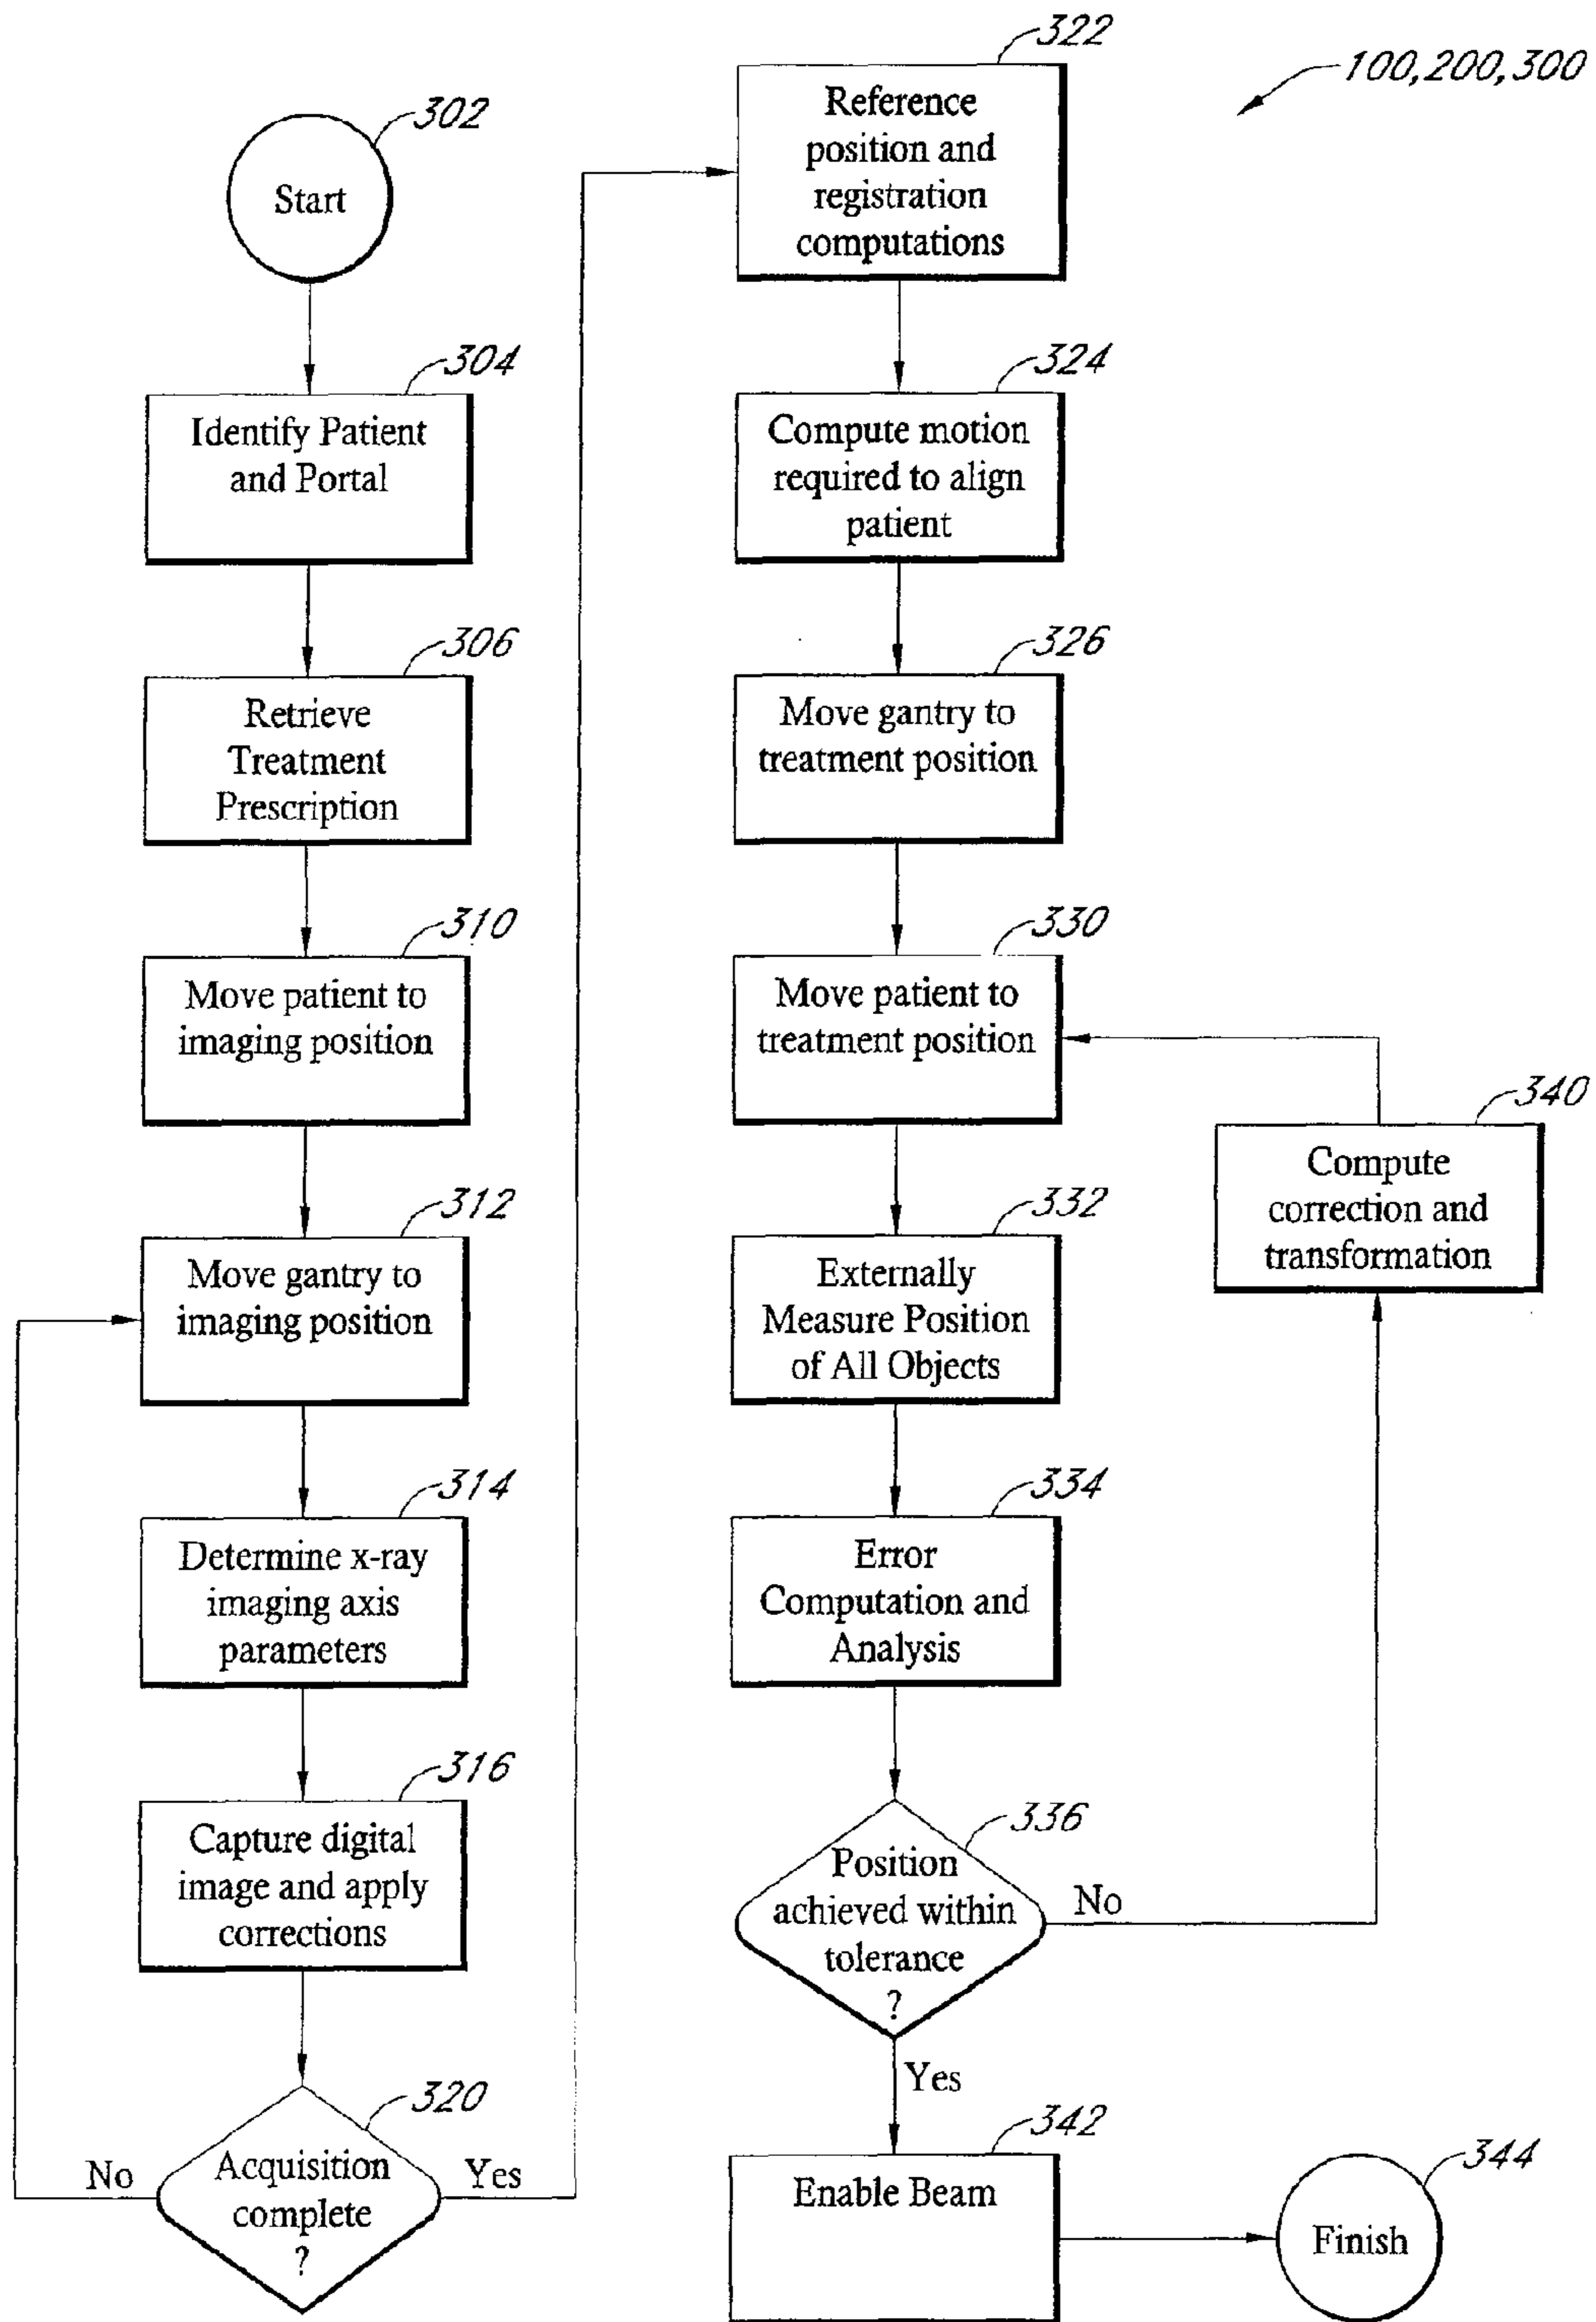 100,200,300
302
Start
304
Identify Patient
and Portal
306
Retrieve
Treatment
Prescription
310
Move patient to
imaging position
312
Move gantry to
imaging position
314
Determine x-ray
imaging axis
parameters
316
Capture digital
image and apply
corrections
320
Acquisition
complete
?
No
Yes
322
Reference
position and
registration
computations
324
Compute motion
required to align
patient
326
Move gantry to
treatment position
330
Move patient to
treatment position
332
Externally
Measure Position
of All Objects
334
Error
Computation and
Analysis
336
Position
achieved within
tolerance
?
No
Yes
340
Compute
correction and
transformation
342
Enable Beam
344
Finish